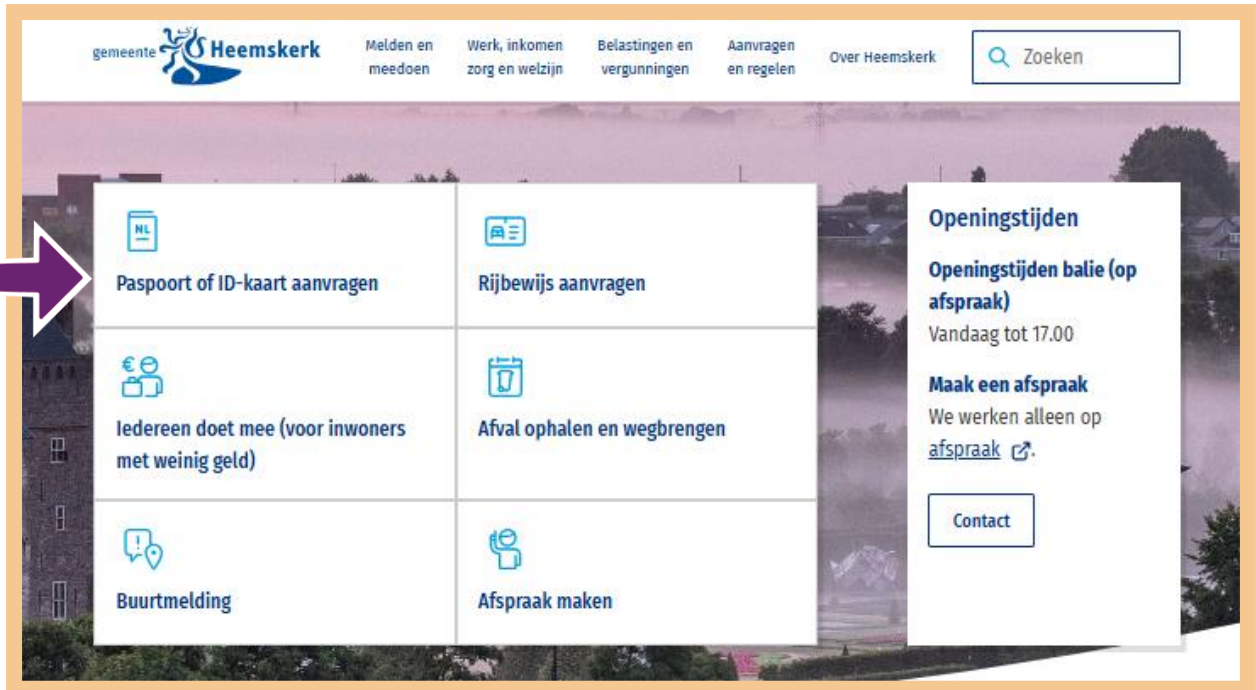 gemeente Heemskerk
Melden en
meedoen
Werk, inkomen
zorg en welzijn
Belastingen en
vergunningen
Aanvragen
en regelen
Over Heemskerk
Zoeken
NL
Paspoort of ID-kaart aanvragen
Rijbewijs aanvragen
€
Iedereen doet mee (voor inwoners
met weinig geld)
Afval ophalen en wegbrengen
Buurtmelding
Afspraak maken
Openingstijden
Openingstijden balie (op
afspraak)
Vandaag tot 17.00
Maak een afspraak
We werken alleen op
afspraak.
Contact